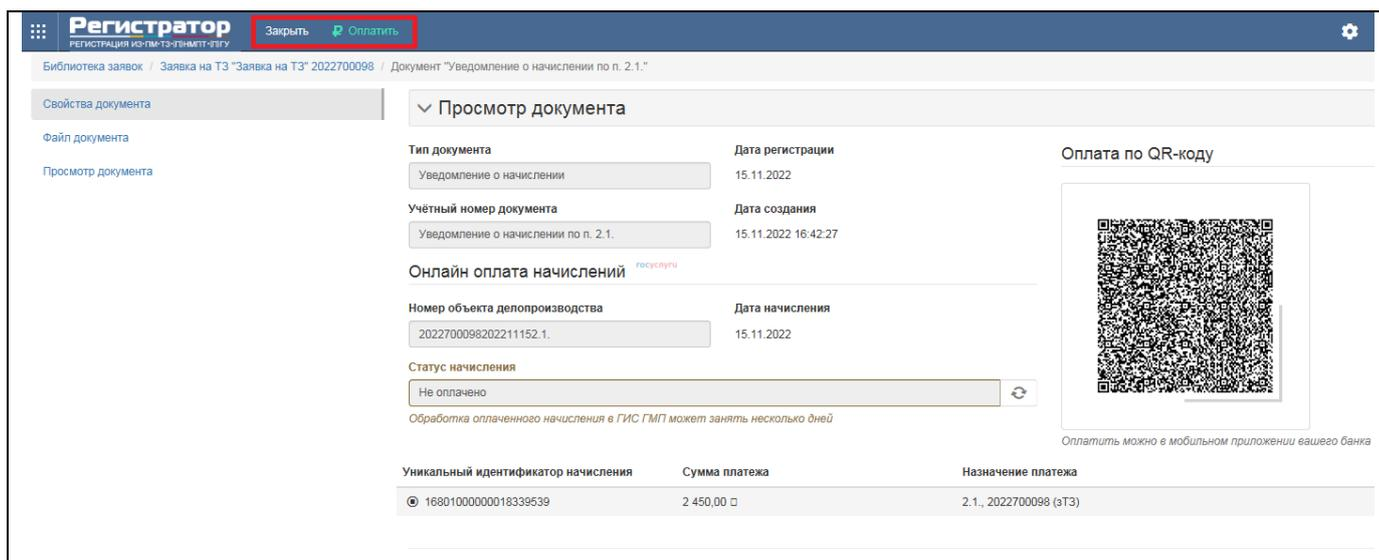 Регистратор
РЕГИСТРАЦИЯ ИЗ•ПМ•ТЗ•ГУНМПТ•ПГУ
Закрыть ₽ Оплатить
Библиотека заявок / Заявка на ТЗ "Заявка на ТЗ" 2022700098 / Документ "Уведомление о начислении по п. 2.1."
Свойства документа
Файл документа
Просмотр документа
Просмотр документа
Тип документа
Дата регистрации
Уведомление о начислении
15.11.2022
Учётный номер документа
Дата создания
Уведомление о начислении по п. 2.1.
15.11.2022 16:42:27
Онлайн оплата начислений госуслуги
Номер объекта делопроизводства
Дата начисления
2022700098202211152.1.
15.11.2022
Статус начисления
Не оплачено
Обработка оплаченного начисления в ГИС ГМП может занять несколько дней
Оплата по QR-коду
Оплатить можно в мобильном приложении вашего банка
Уникальный идентификатор начисления Сумма платежа Назначение платежа
16801000000018339539 2 450,00 2.1., 2022700098 (зТЗ)